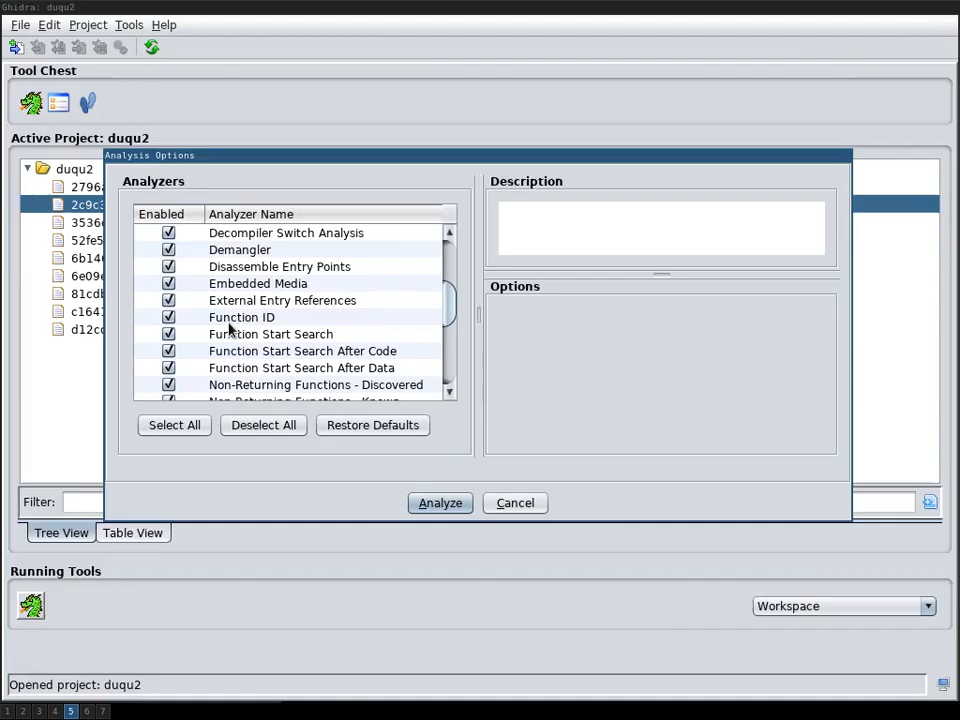 Ghidra: duqu2
File Edit Project Tools Help
Tool Chest
Active Project: duqu2
duqu2
2796
2c9c
3536
52fe5
6b14
6e09
81cd
c164
d12c
Analysis Options
Analyzers
Enabled Analyzer Name
Decompiler Switch Analysis
Demangler
Disassemble Entry Points
Embedded Media
External Entry References
Function ID
Function Start Search
Function Start Search After Code
Function Start Search After Data
Non-Returning Functions - Discovered
Select All Deselect All Restore Defaults
Description
Options
Analyze Cancel
Filter:
Tree View Table View
Running Tools
Workspace
Opened project: duqu2
1 2 3 4 5 6 7